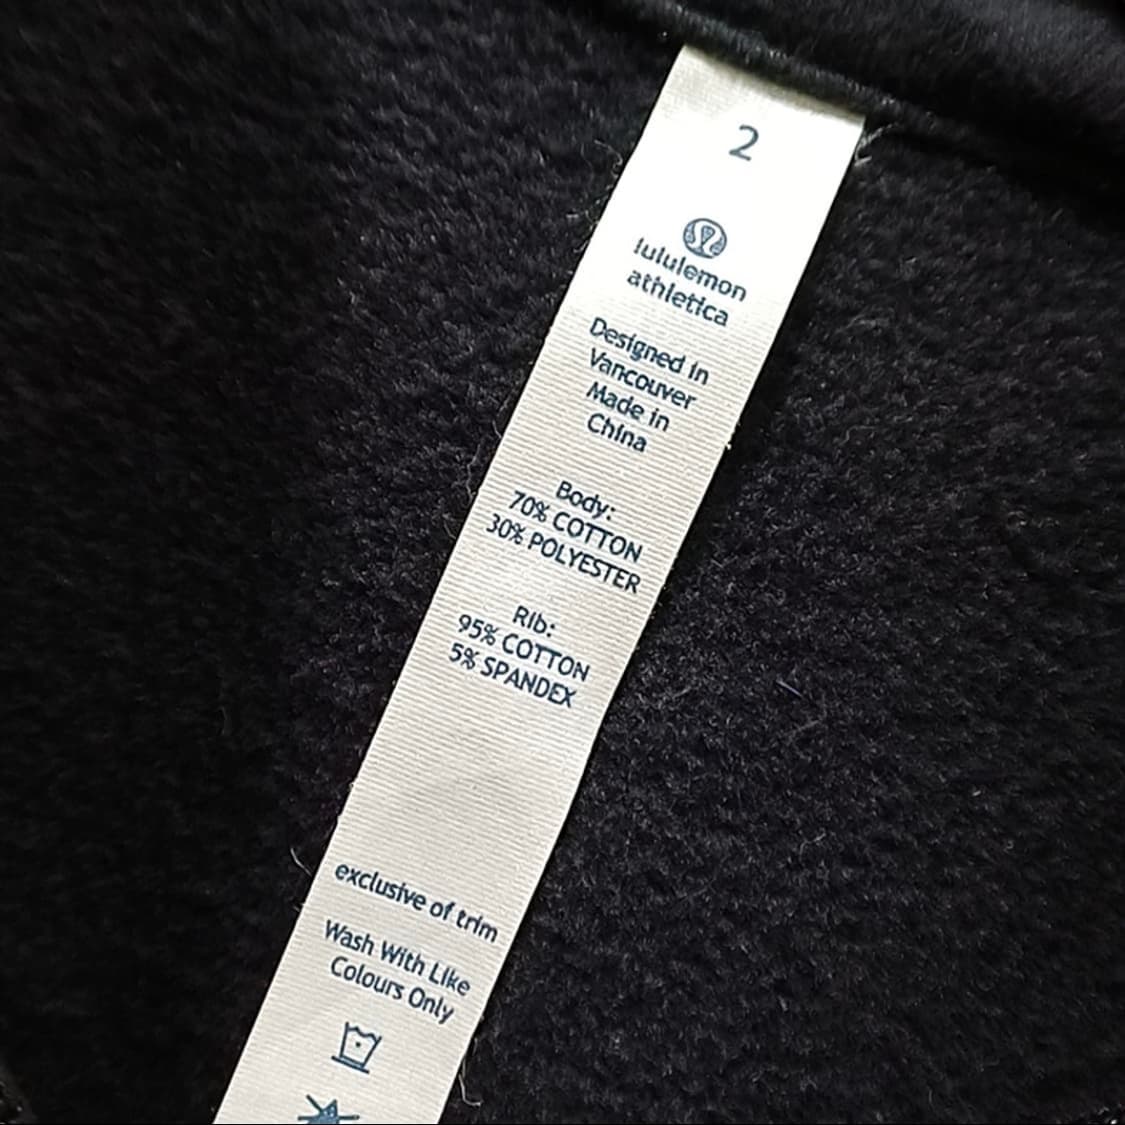 2
lululemon
athletica
Designed in
Vancouver
Made in
China
Body:
70% COTTON
30% POLYESTER
Rib:
95% COTTON
5% SPANDEX
exclusive of trim
Wash With Like
Colours Only